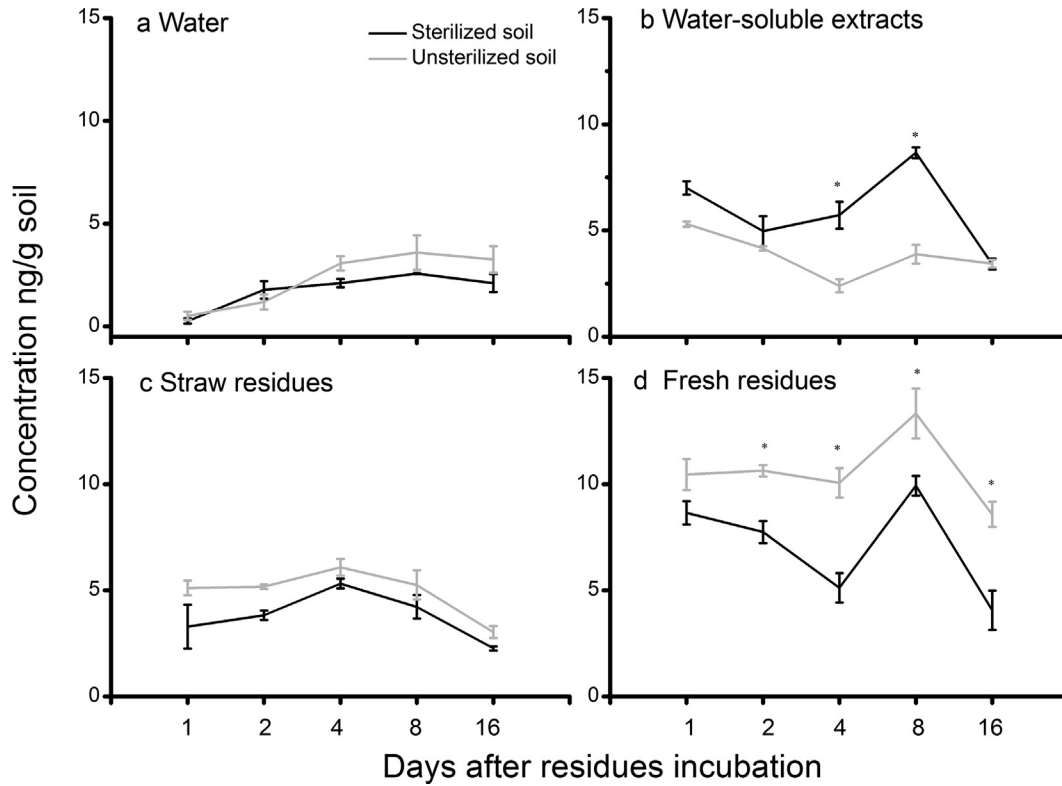 a Water
Sterilized soil
Unsterilized soil
15
10
5
0
b Water-soluble extracts
15
10
5
0
*
*
Concentration ng/g soil
c Straw residues
15
10
5
0
1 2 4 8 16
d Fresh residues
15
10
5
0
*
*
*
*
1 2 4 8 16
Days after residues incubation